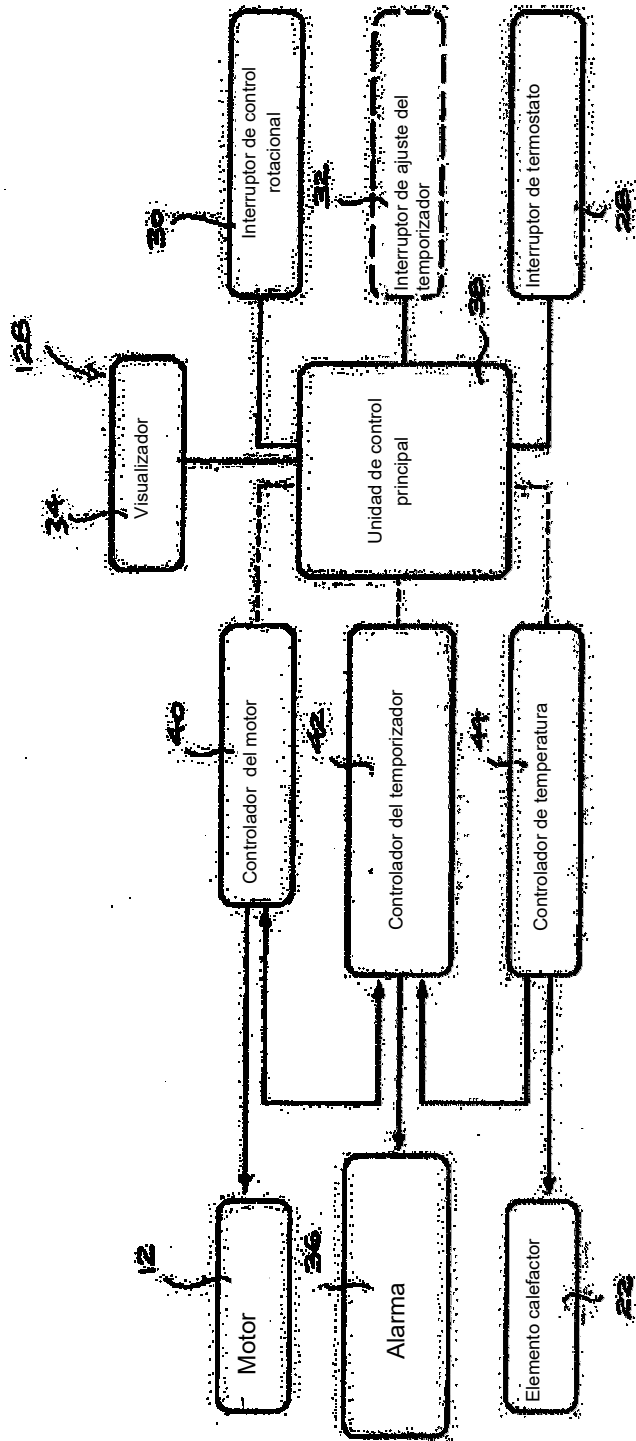 128
34
Visualizador
12
Motor
40
Controlador del motor
30
Interruptor de control
rotacional
36
Alarma
42
Controlador del temporizador
Unidad de control
principal
38
32
Interruptor de ajuste del
temporizador
Elemento calefactor
22
44
Controlador de temperatura
Interruptor de termostato
28